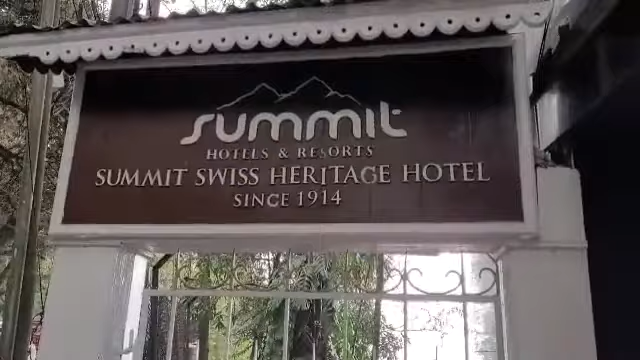 summit
HOTELS & RESORTS
SUMMIT SWISS HERITAGE HOTEL
SINCE 1914